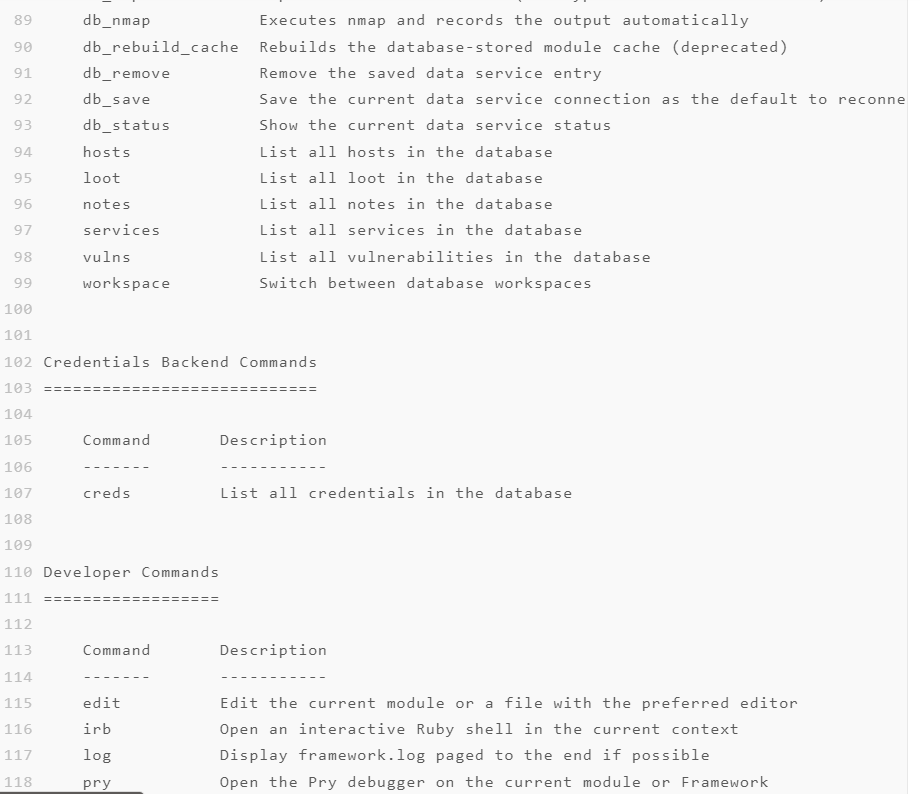 89 db_nmap Executes nmap and records the output automatically
90 db_rebuild_cache Rebuilds the database-stored module cache (deprecated)
91 db_remove Remove the saved data service entry
92 db_save Save the current data service connection as the default to reconne
93 db_status Show the current data service status
94 hosts List all hosts in the database
95 loot List all loot in the database
96 notes List all notes in the database
97 services List all services in the database
98 vulns List all vulnerabilities in the database
99 workspace Switch between database workspaces
100
101
102 Credentials Backend Commands
103 ============================
104
105 Command Description
106 ------- -----------
107 creds List all credentials in the database
108
109
110 Developer Commands
111 ==================
112
113 Command Description
114 ------- -----------
115 edit Edit the current module or a file with the preferred editor
116 irb Open an interactive Ruby shell in the current context
117 log Display framework.log paged to the end if possible
118 pry Open the Pry debugger on the current module or Framework